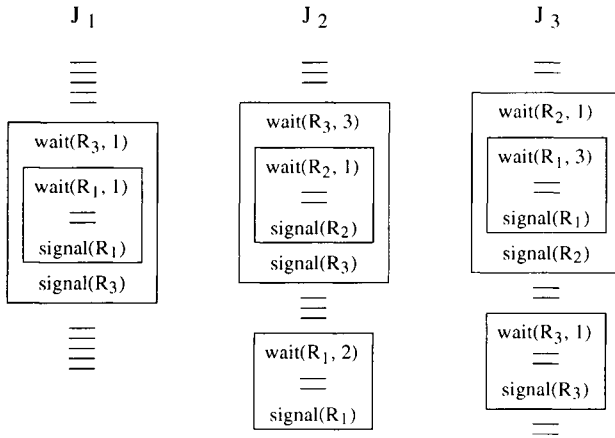 J 1
wait(R3, 1)
wait(R1, 1)
signal(R1)
signal(R3)
J 2
wait(R3, 3)
wait(R2, 1)
signal(R2)
signal(R3)
wait(R1, 2)
signal(R1)
J 3
wait(R2, 1)
wait(R1, 3)
signal(R1)
signal(R2)
wait(R3, 1)
signal(R3)